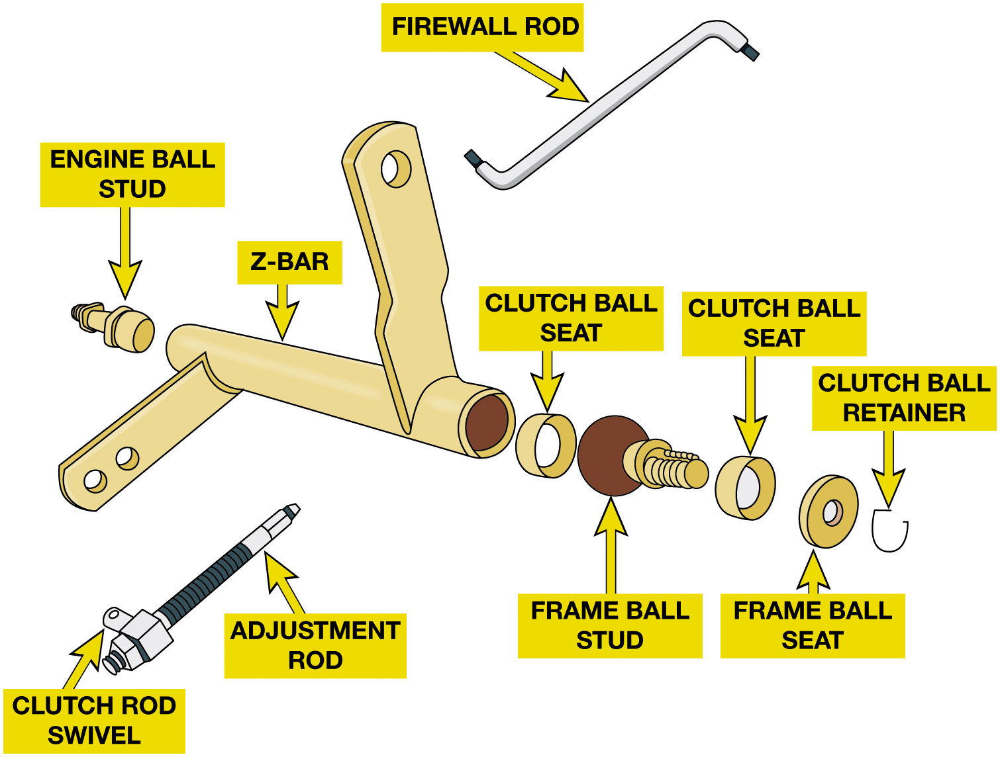 FIREWALL ROD
ENGINE BALL
STUD
Z-BAR
CLUTCH BALL
SEAT
CLUTCH BALL
SEAT
CLUTCH BALL
RETAINER
FRAME BALL
STUD
FRAME BALL
SEAT
ADJUSTMENT
ROD
CLUTCH ROD
SWIVEL